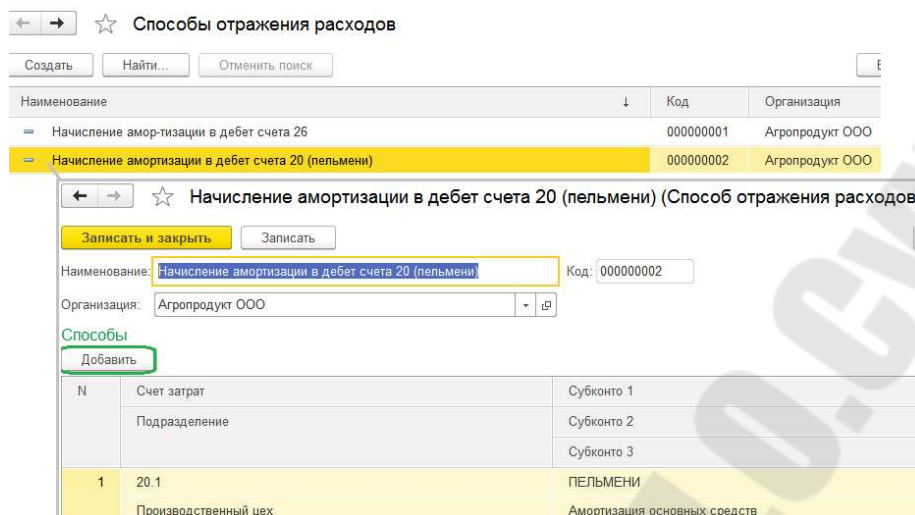 Способы отражения расходов
Создать Найти... Отменить поиск
Наименование ↓ Код Организация
Начисление амор-тизации в дебет счета 26 000000001 Агропродукт ООО
Начисление амортизации в дебет счета 20 (пельмени) 000000002 Агропродукт ООО
Начисление амортизации в дебет счета 20 (пельмени) (Способ отражения расходов
Записать и закрыть Записать
Наименование: Начисление амортизации в дебет счета 20 (пельмени) Код: 000000002
Организация: Агропродукт ООО
Способы
Добавить
N Счет затрат Субконто 1
Подразделение Субконто 2
Субконто 3
1 20.1 ПЕЛЬМЕНИ
Производственный цех Амортизация основных средств